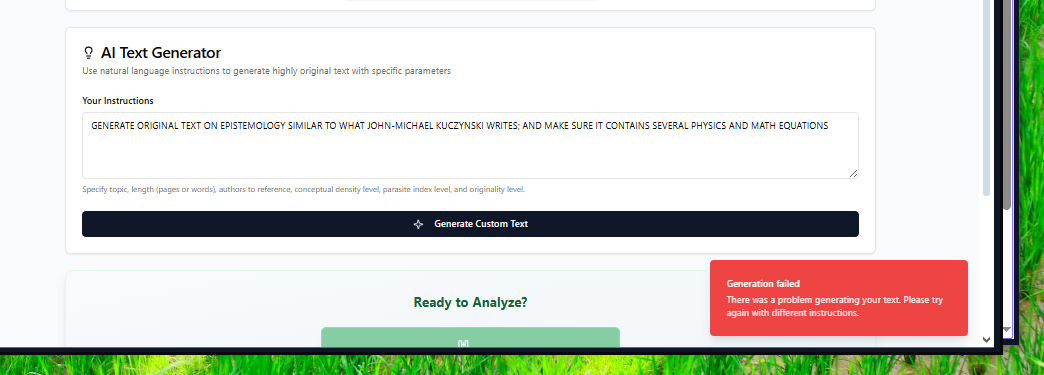 AI Text Generator
Use natural language instructions to generate highly original text with specific parameters
Your Instructions
GENERATE ORIGINAL TEXT ON EPISTEMOLOGY SIMILAR TO WHAT JOHN-MICHAEL KUCZYNSKI WRITES; AND MAKE SURE IT CONTAINS SEVERAL PHYSICS AND MATH EQUATIONS
Specify topic, length (pages or words), authors to reference, conceptual density level, parasite index level, and originality level.
Generate Custom Text
Generation failed
There was a problem generating your text. Please try
again with different instructions.
Ready to Analyze?